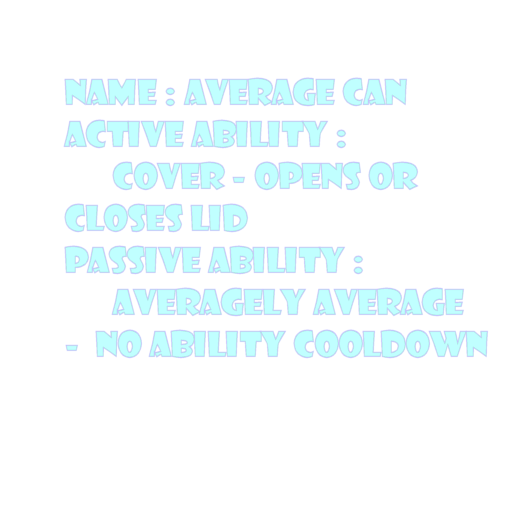 NAME : AVERAGE CAN
ACTIVE ABILITY :
COVER - OPENS OR
CLOSES LID
PASSIVE ABILITY :
AVERAGELY AVERAGE
- NO ABILITY COOLDOWN